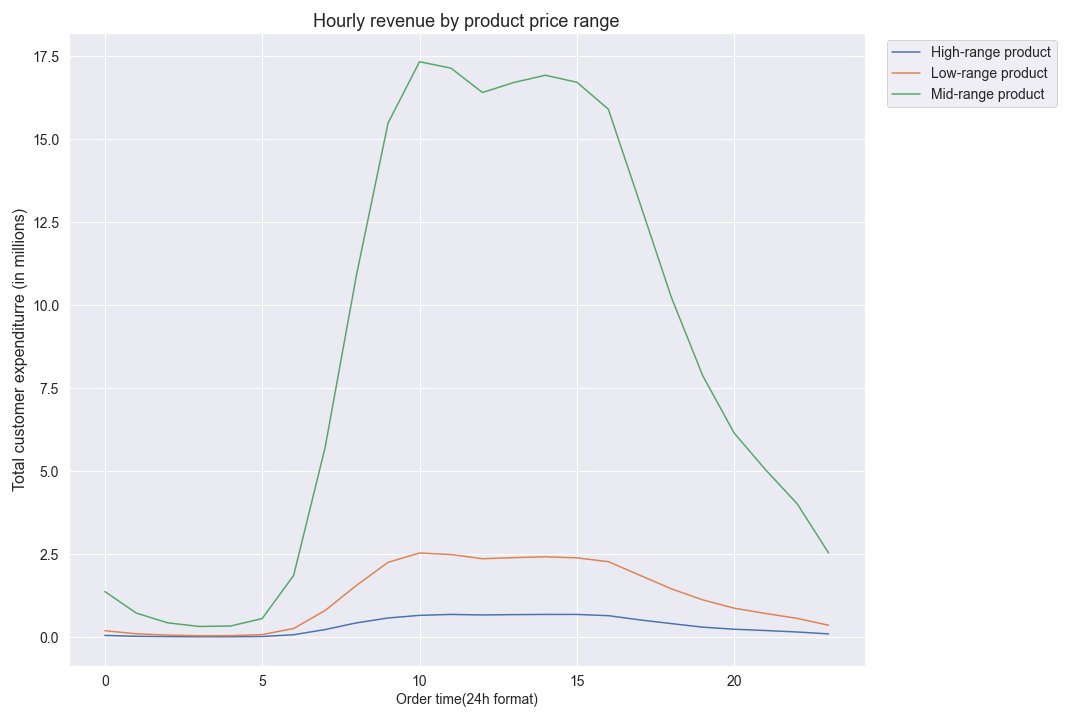 Hourly revenue by product price range
High-range product
Low-range product
Mid-range product
17.5
15.0
12.5
10.0
7.5
5.0
2.5
0.0
Total customer expenditurre (in millions)
0 5 10 15 20
Order time(24h format)